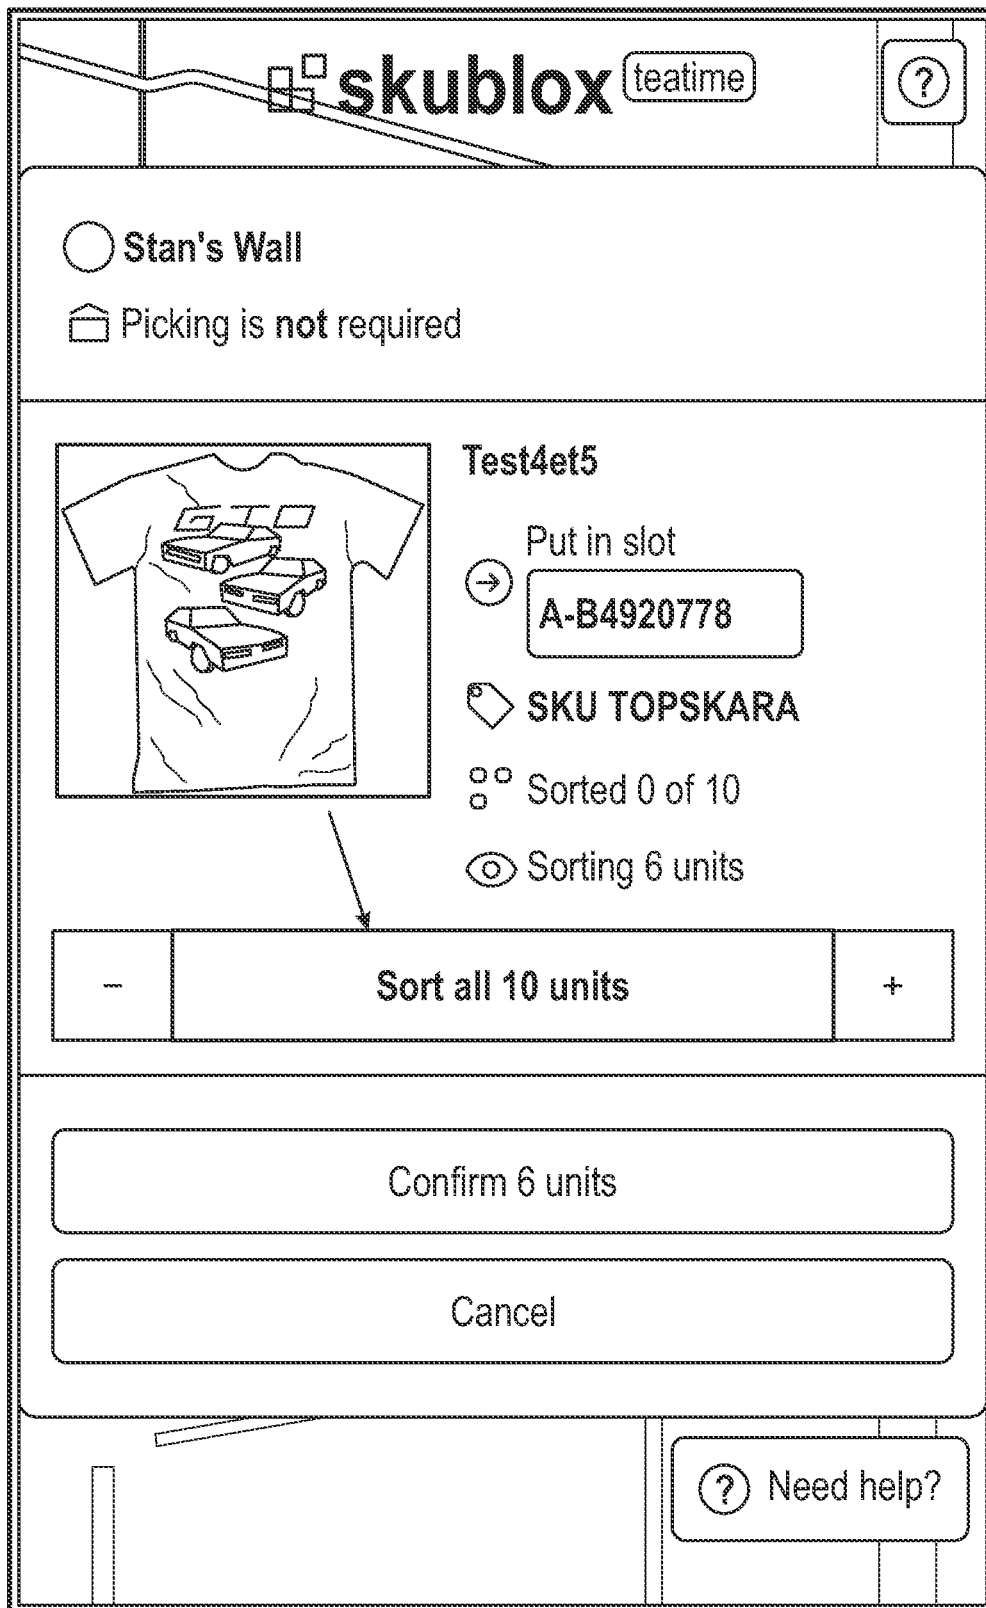 skublox teatime ?
Stan's Wall
Picking is not required
Test4et5
Put in slot
A-B4920778
SKU TOPSKARA
Sorted 0 of 10
Sorting 6 units
- Sort all 10 units +
Confirm 6 units
Cancel
? Need help?